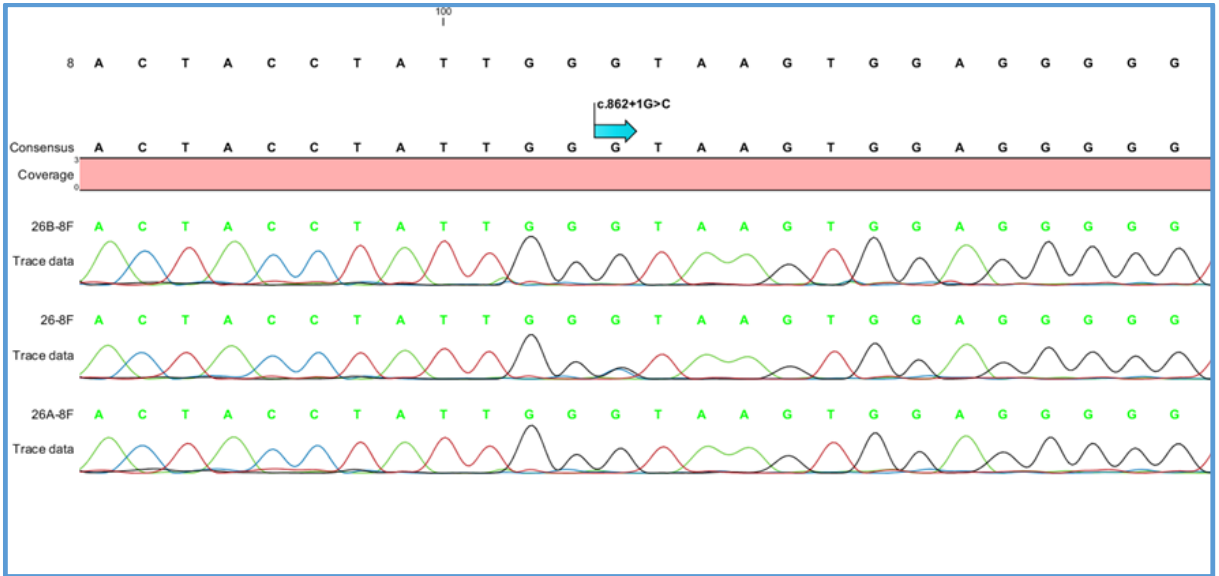 100
8 A C T A C C T A T T G G G T A A G T G G A G G G G G
c.862+1G>C
Consensus A C T A C C T A T T G G G T A A G T G G A G G G G G
3
Coverage
0
26B-8F A C T A C C T A T T G G G T A A G T G G A G G G G G
Trace data
26-8F A C T A C C T A T T G G G T A A G T G G A G G G G G
Trace data
26A-8F A C T A C C T A T T G G G T A A G T G G A G G G G G
Trace data